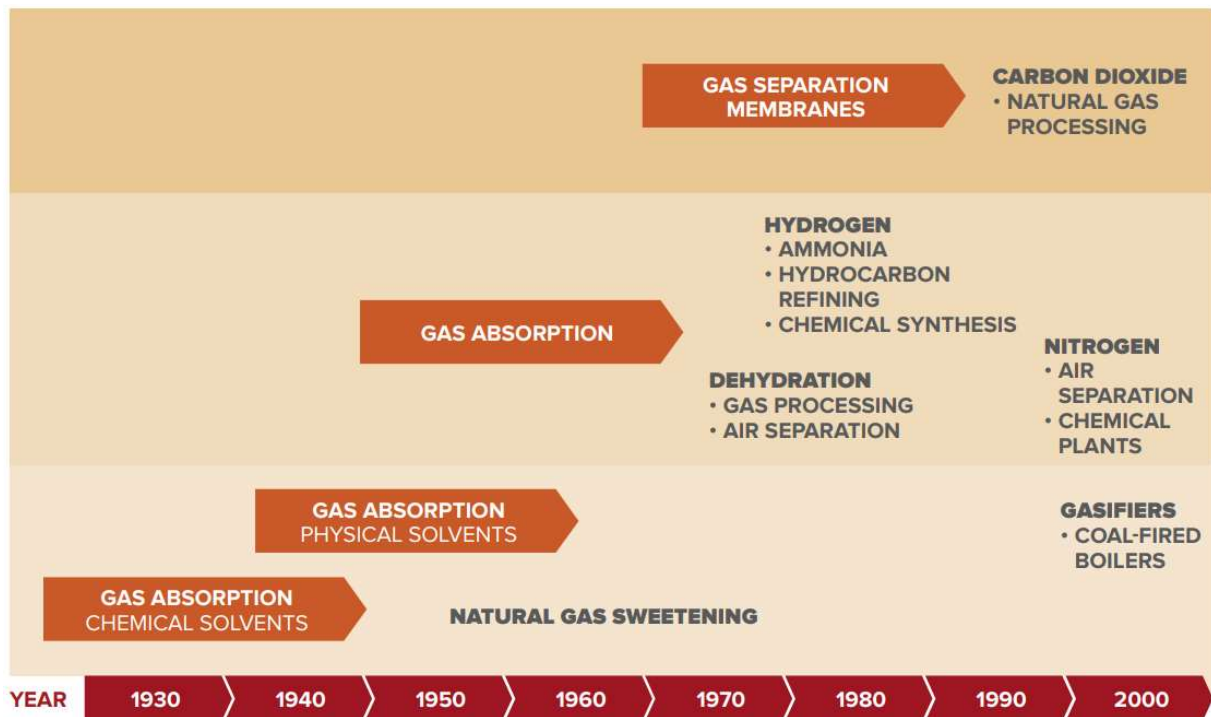 GAS SEPARATION
MEMBRANES
CARBON DIOXIDE
• NATURAL GAS
PROCESSING
HYDROGEN
• AMMONIA
• HYDROCARBON
REFINING
• CHEMICAL SYNTHESIS
GAS ABSORPTION
NITROGEN
• AIR
SEPARATION
• CHEMICAL
PLANTS
DEHYDRATION
• GAS PROCESSING
• AIR SEPARATION
GAS ABSORPTION
PHYSICAL SOLVENTS
GASIFIERS
• COAL-FIRED
BOILERS
GAS ABSORPTION
CHEMICAL SOLVENTS
NATURAL GAS SWEETENING
YEAR 1930 1940 1950 1960 1970 1980 1990 2000